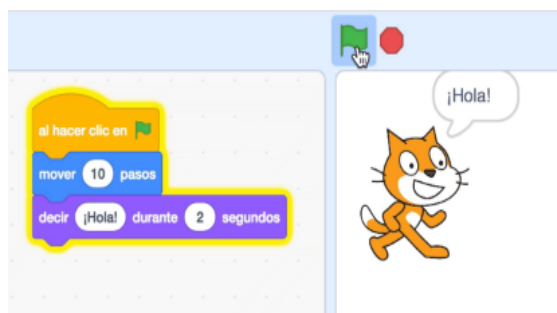 ¡Hola!
al hacer clic en
mover 10 pasos
decir ¡Hola! durante 2 segundos